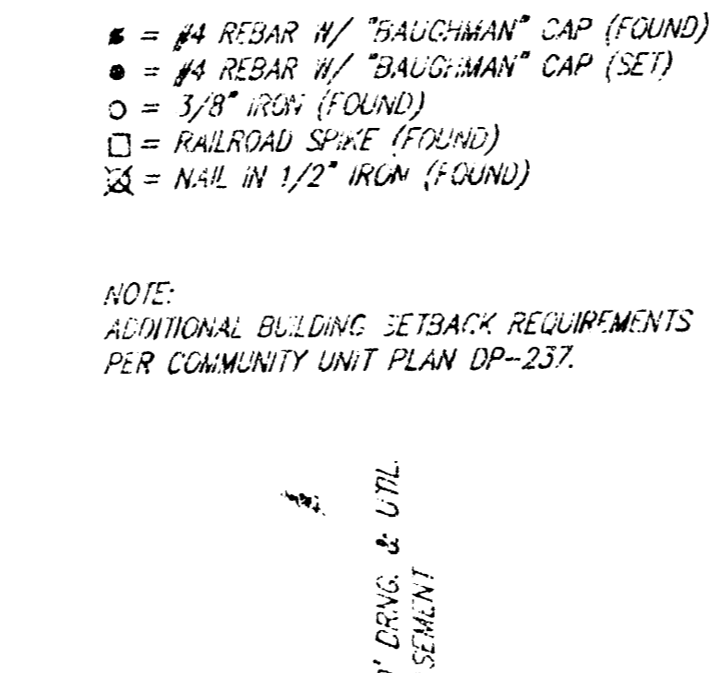 = #4 REBAR W/ "BAUGHMAN" CAP (FOUND)
= #4 REBAR W/ "BAUGHMAN" CAP (SET)
= 3/8" IRON (FOUND)
= RAILROAD SPIKE (FOUND)
= NAIL IN 1/2" IRON (FOUND)
NOTE:
ADDITIONAL BUILDING SETBACK REQUIREMENTS
PER COMMUNITY UNIT PLAN DP-237.
' DRNG. & UTIL.
SEMENT